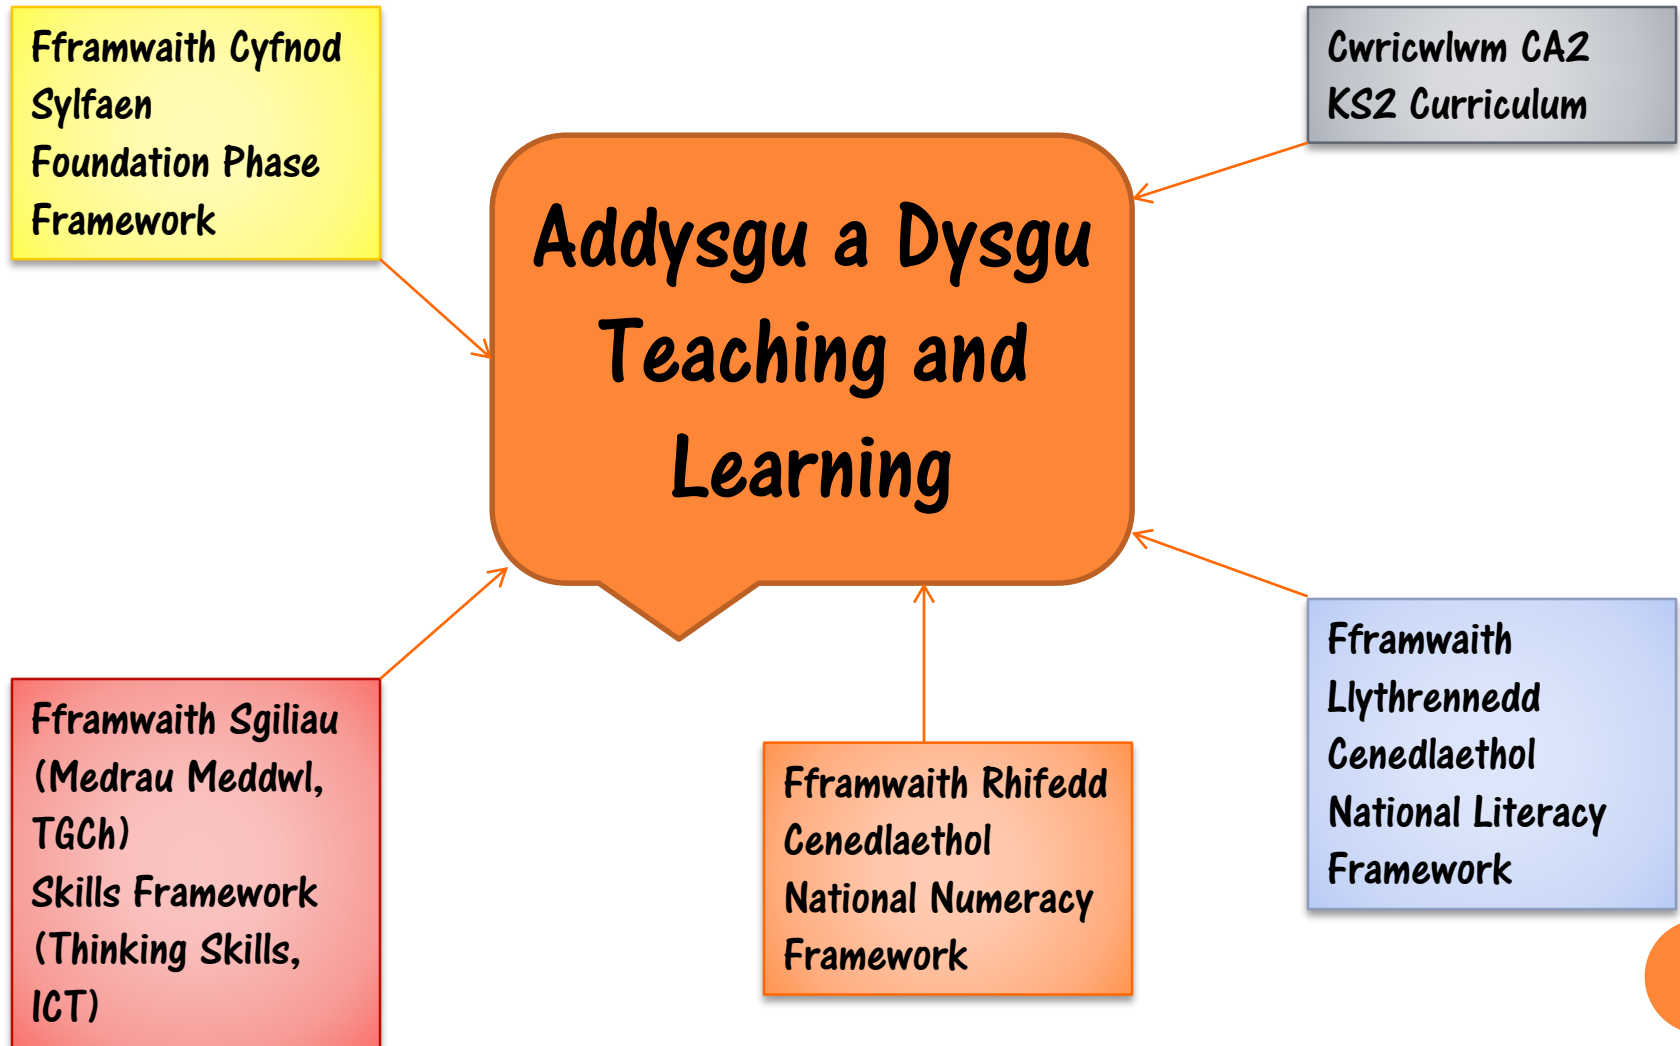 Fframwaith Cyfnod
Sylfaen
Foundation Phase
Framework
Cwricwlwm CA2
KS2 Curriculum
Addysgu a Dysgu
Teaching and
Learning
Fframwaith Sgiliau
(Medrau Meddwl,
TGCh)
Skills Framework
(Thinking Skills,
ICT)
Fframwaith Rhifedd
Cenedlaethol
National Numeracy
Framework
Fframwaith
Llythrennedd
Cenedlaethol
National Literacy
Framework